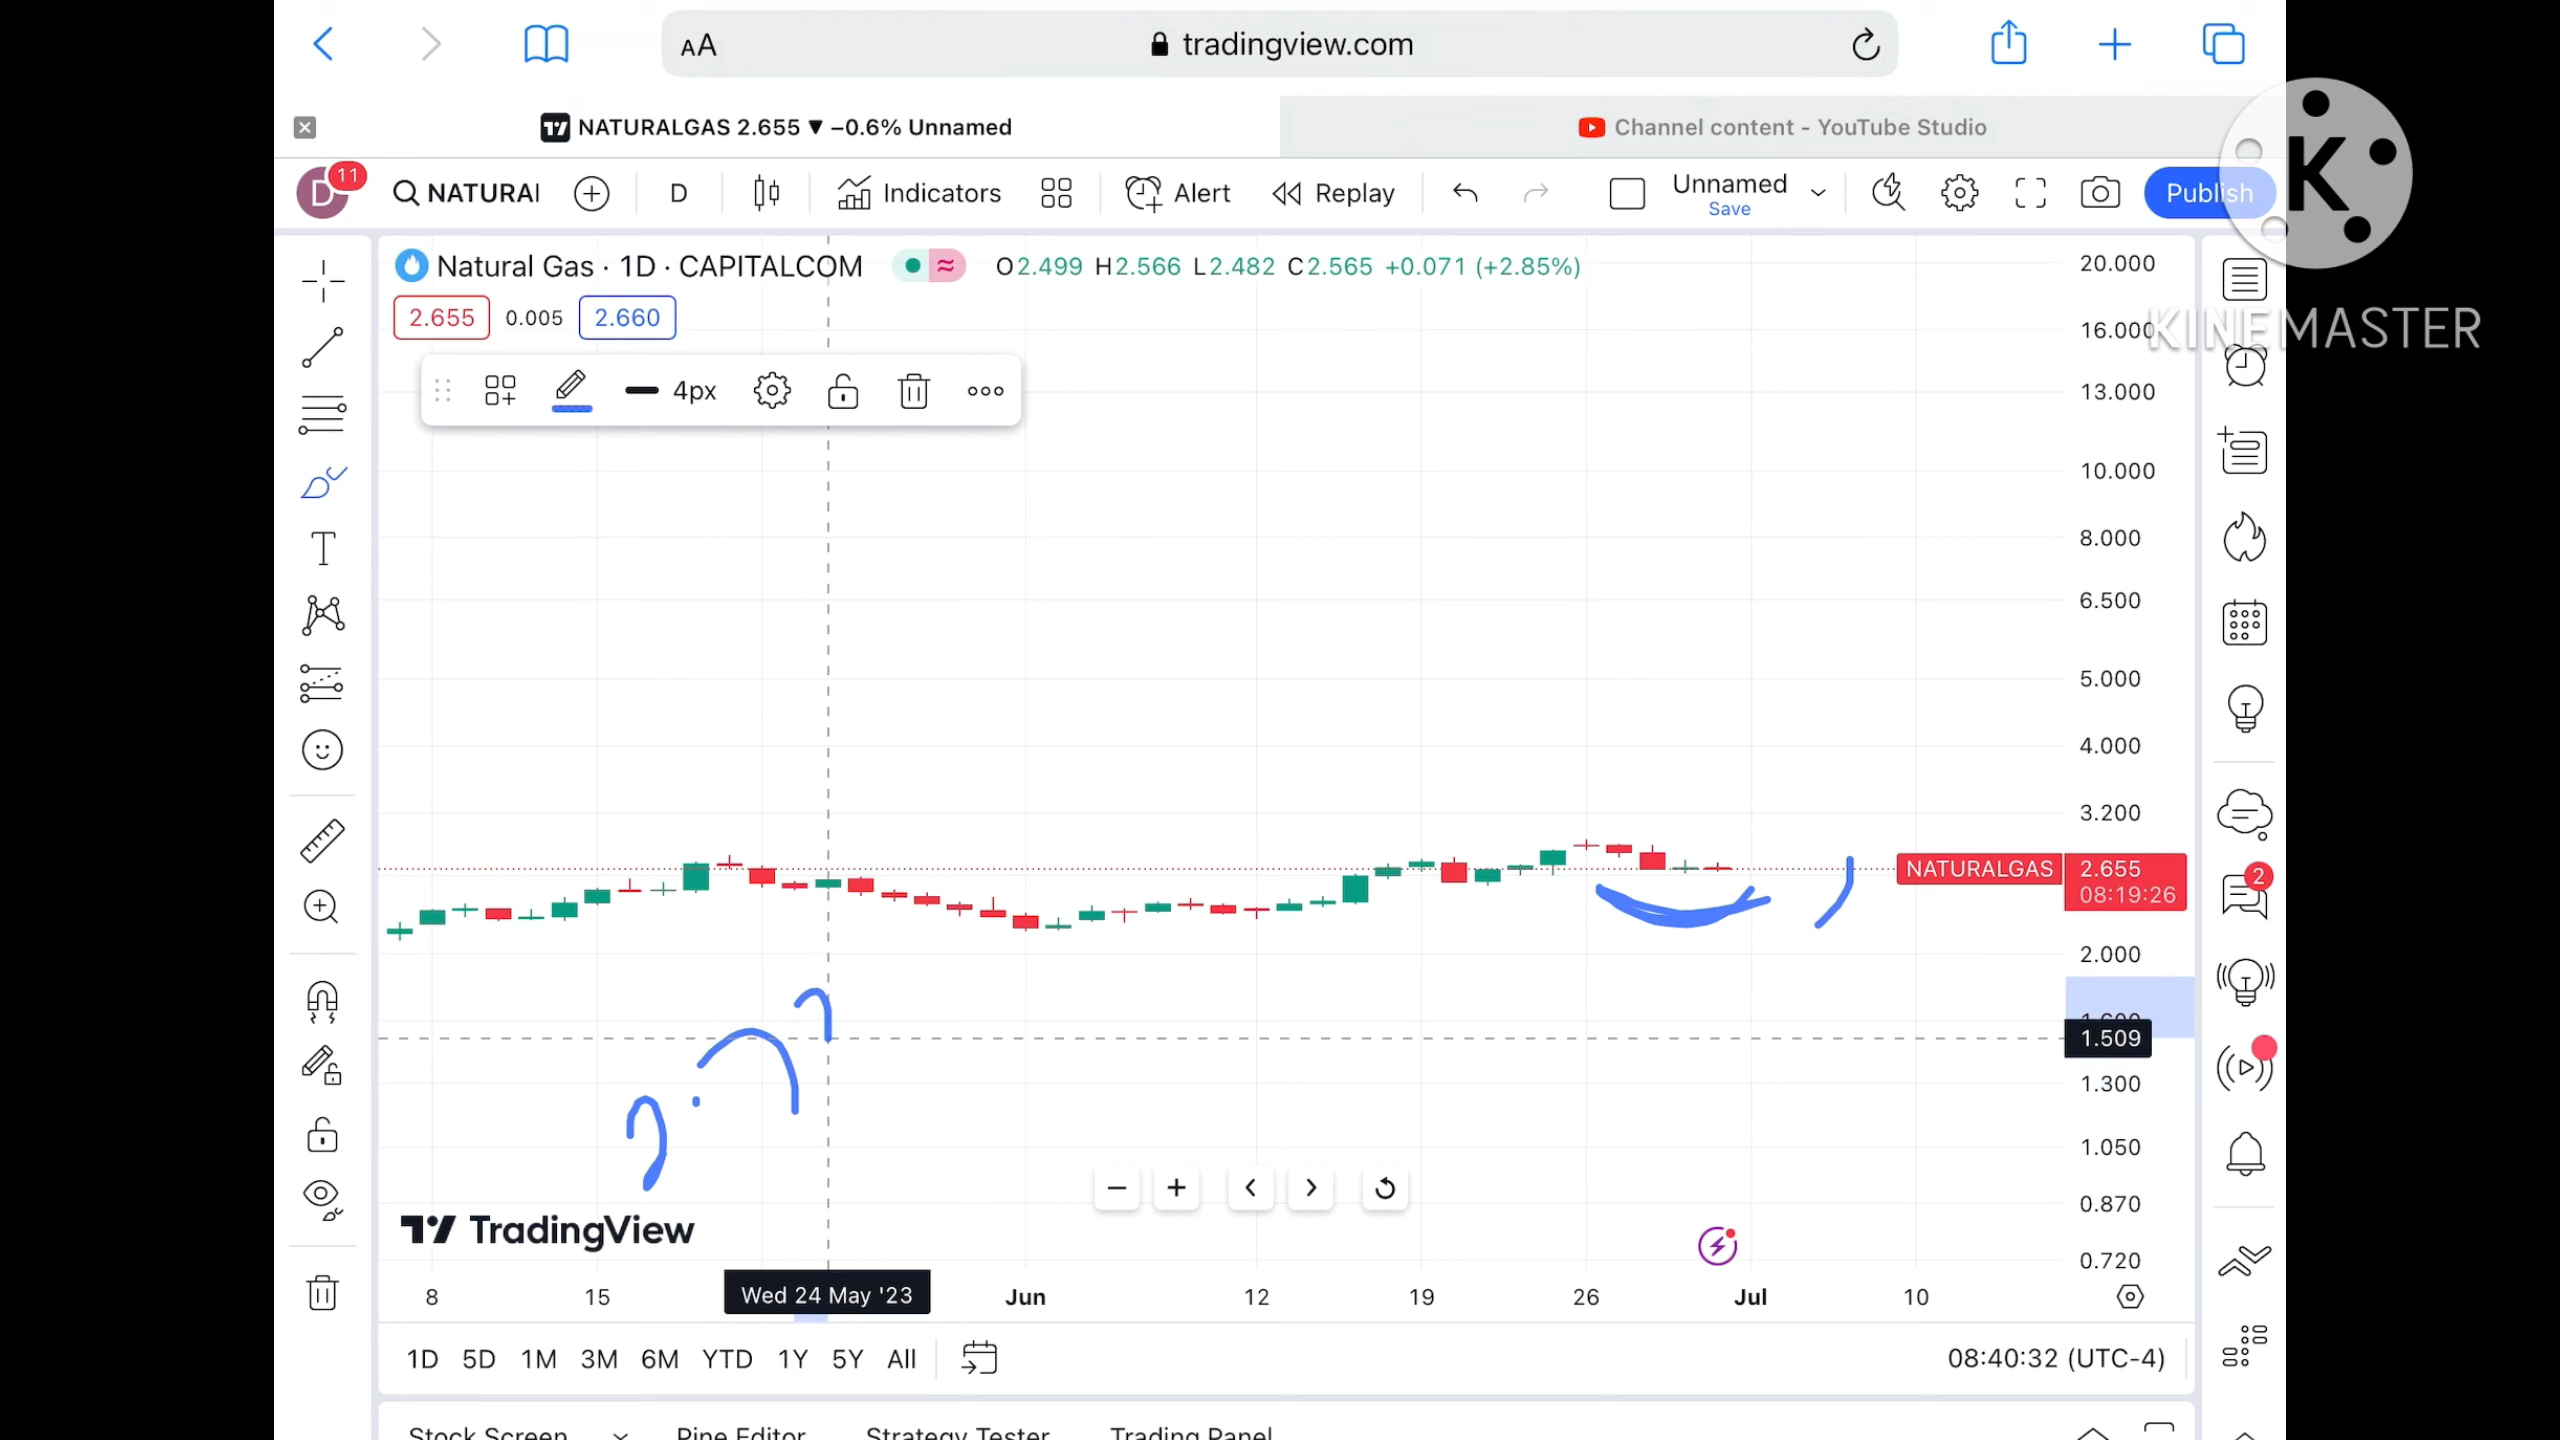 AA tradingview.com
NATURALGAS 2.655 ▼ −0.6% Unnamed
Channel content - YouTube Studio
D 11 NATURAI D Indicators Alert Replay Unnamed Save Publish
K
KINEMASTER
Natural Gas · 1D · CAPITALCOM O2.499 H2.566 L2.482 C2.565 +0.071 (+2.85%)
2.655 0.005 2.660
4px
20.000
16.000
13.000
10.000
8.000
6.500
5.000
4.000
3.200
NATURALGAS 2.655
08:19:26
2
2.000
1.509
1.300
1.050
0.870
0.720
TradingView
8 15 Wed 24 May '23 Jun 12 19 26 Jul 10
1D 5D 1M 3M 6M YTD 1Y 5Y All 08:40:32 (UTC-4)
Stock Screen Pine Editor Strategy Tester Trading Panel